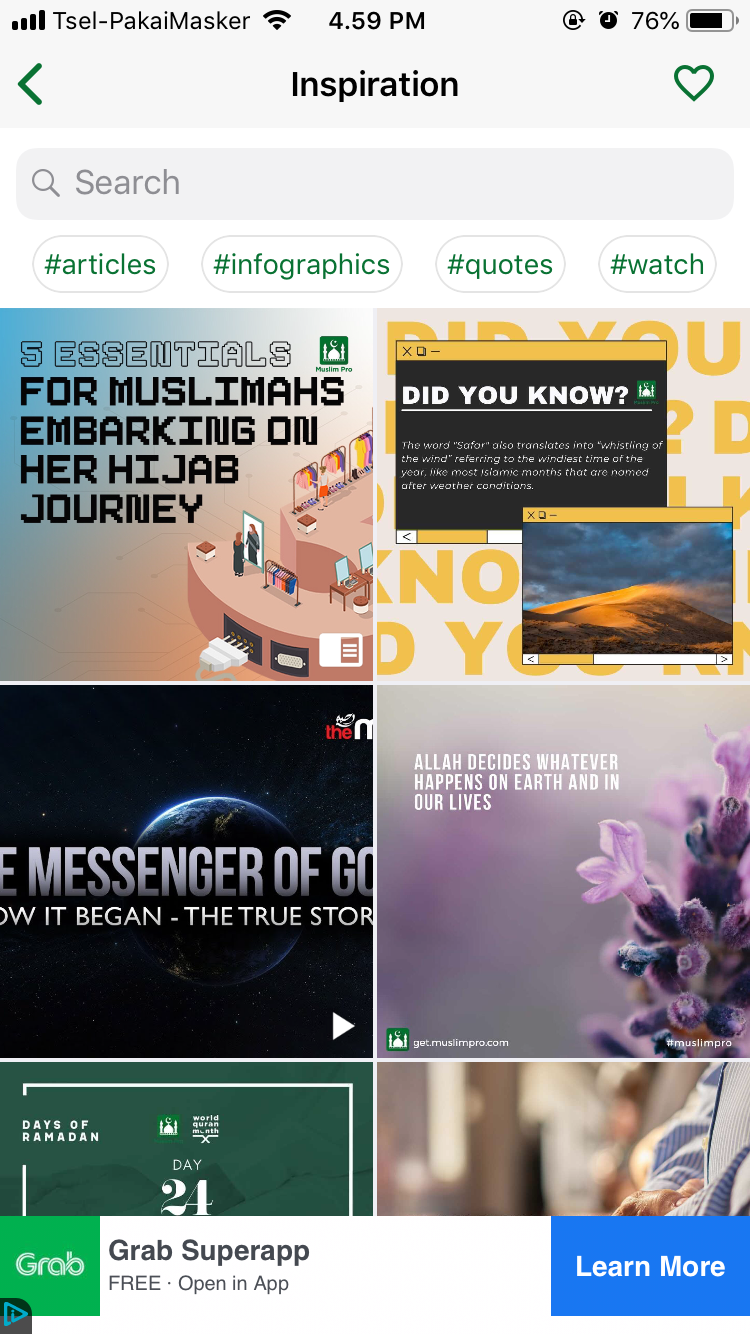 Tsel-PakaiMasker 4.59 PM 76%
Inspiration
Search
#articles #infographics #quotes #watch
5 ESSENTIALS
FOR MUSLIMAHS
EMBARKING ON
HER HIJAB
JOURNEY
Muslim Pro
DID YOU KNOW?
The word "Safar" also translates into "whistling of
the wind" referring to the windiest time of the
year, like most Islamic months that are named
after weather conditions.
the M
E MESSENGER OF GO
OW IT BEGAN - THE TRUE STOR
ALLAH DECIDES WHATEVER
HAPPENS ON EARTH AND IN
OUR LIVES
get.muslimpro.com
#muslimpro
DAYS OF
RAMADAN
world
quran
month
DAY
24
Grab
Grab Superapp
FREE · Open in App
Learn More